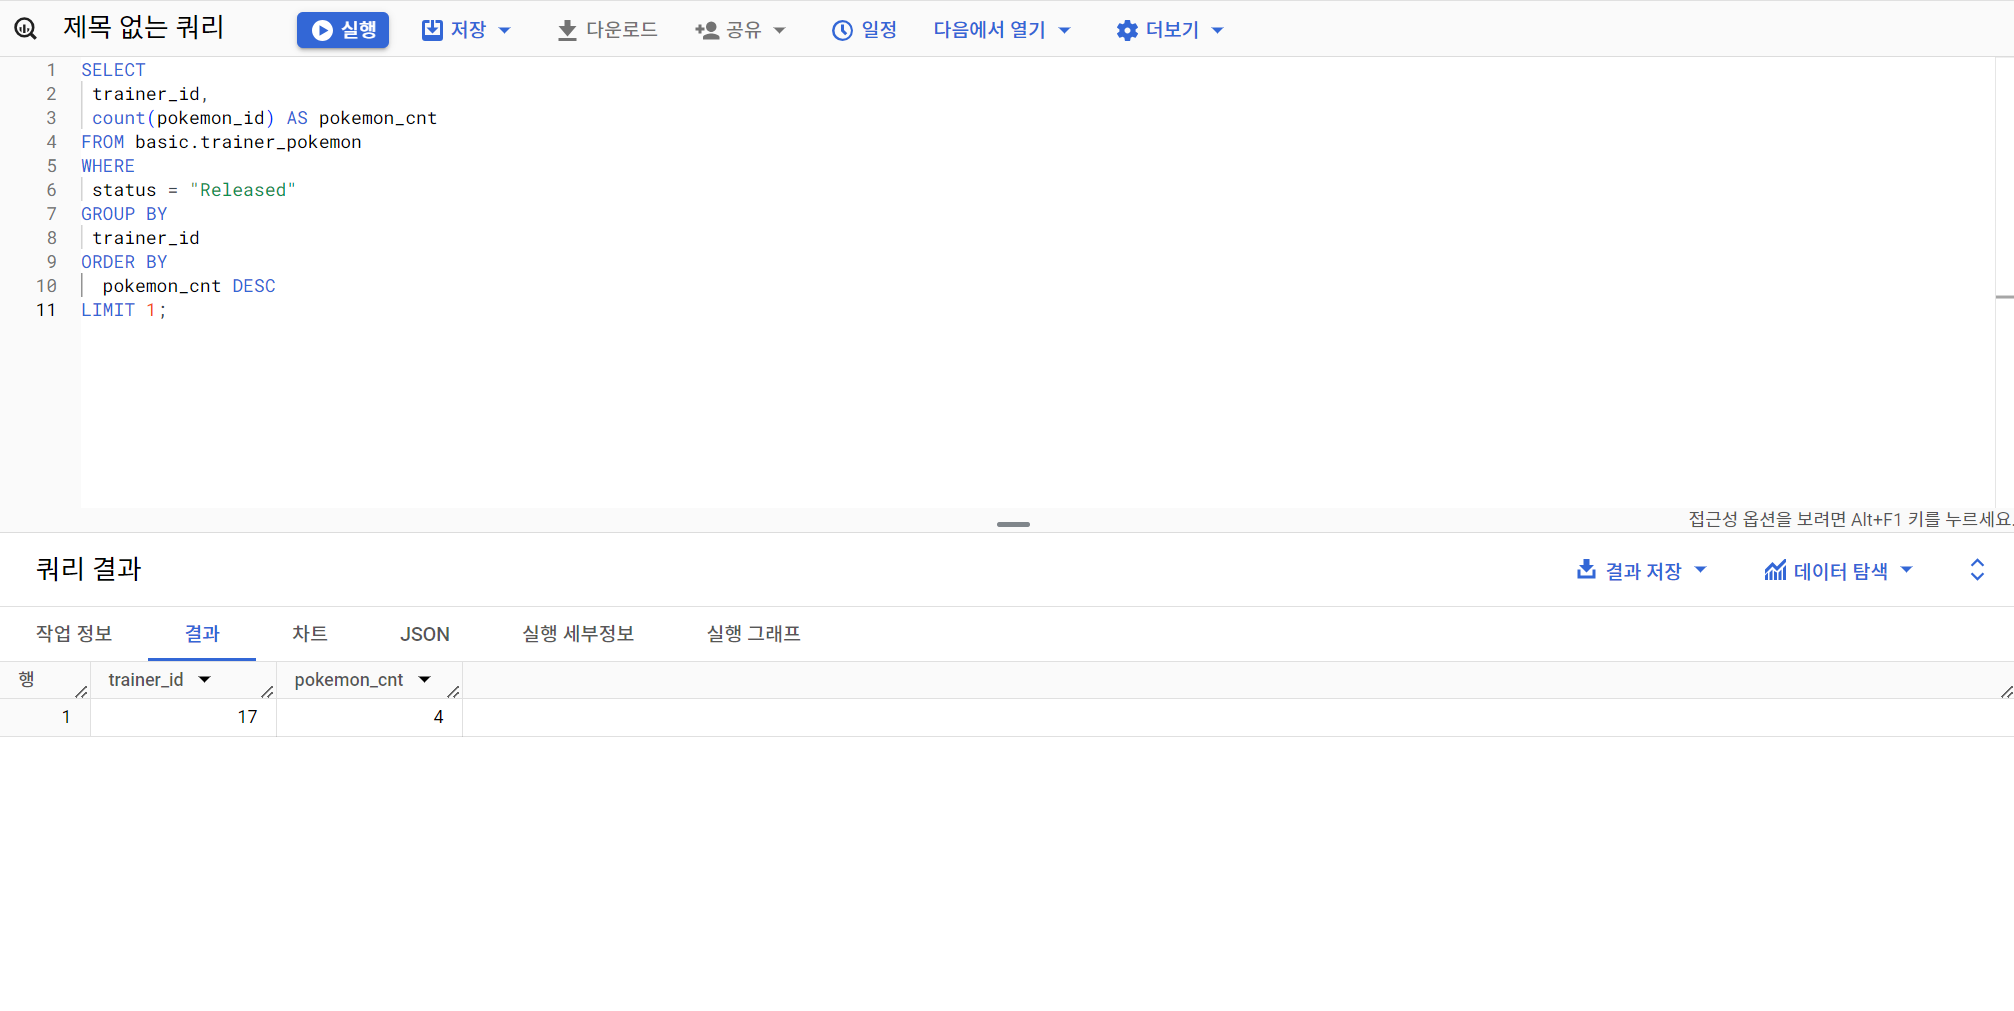 제목 없는 쿼리 실행 저장 다운로드 공유 일정 다음에서 열기 더보기
1 SELECT
2 trainer_id,
3 count(pokemon_id) AS pokemon_cnt
4 FROM basic.trainer_pokemon
5 WHERE
6 status = "Released"
7 GROUP BY
8 trainer_id
9 ORDER BY
10 pokemon_cnt DESC
11 LIMIT 1;
접근성 옵션을 보려면 Alt+F1 키를 누르세요.
쿼리 결과 결과 저장 데이터 탐색
작업 정보 결과 차트 JSON 실행 세부정보 실행 그래프
행 trainer_id pokemon_cnt
1 17 4